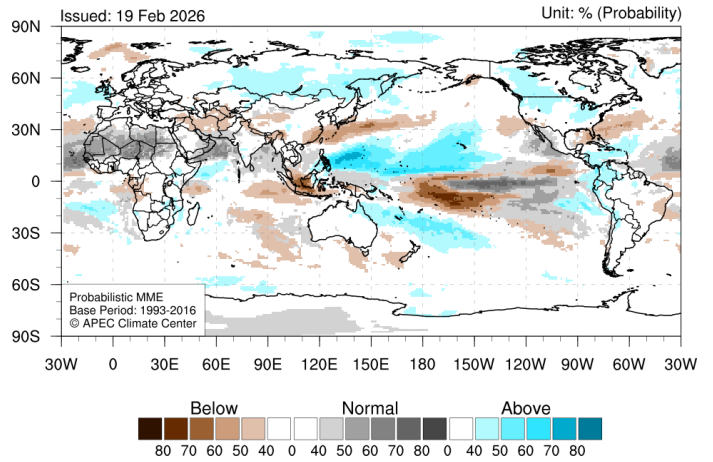 Issued: 19 Feb 2026 Unit: % (Probability)
90N
60N
30N
0
30S
60S
90S
Probabilistic MME
Base Period: 1993-2016
© APEC Climate Center
30W 0 30E 60E 90E 120E 150E 180 150W 120W 90W 60W 30W
Below Normal Above
80 70 60 50 40 0 40 50 60 70 80 0 40 50 60 70 80